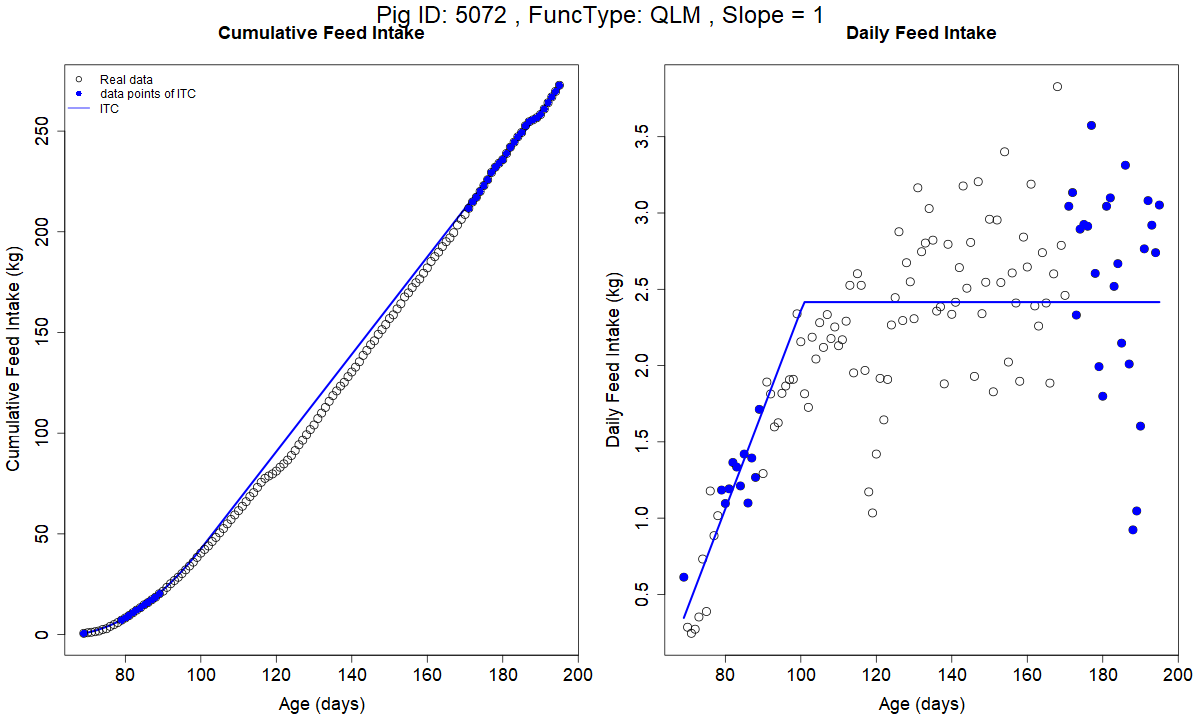 Pig ID: 5072 , FuncType: QLM , Slope = 1
Cumulative Feed Intake
Daily Feed Intake
Real data
data points of ITC
ITC
Cumulative Feed Intake (kg)
0
50
100
150
200
250
80
100
120
140
160
180
200
Age (days)
Daily Feed Intake (kg)
0.5
1.0
1.5
2.0
2.5
3.0
3.5
80
100
120
140
160
180
200
Age (days)